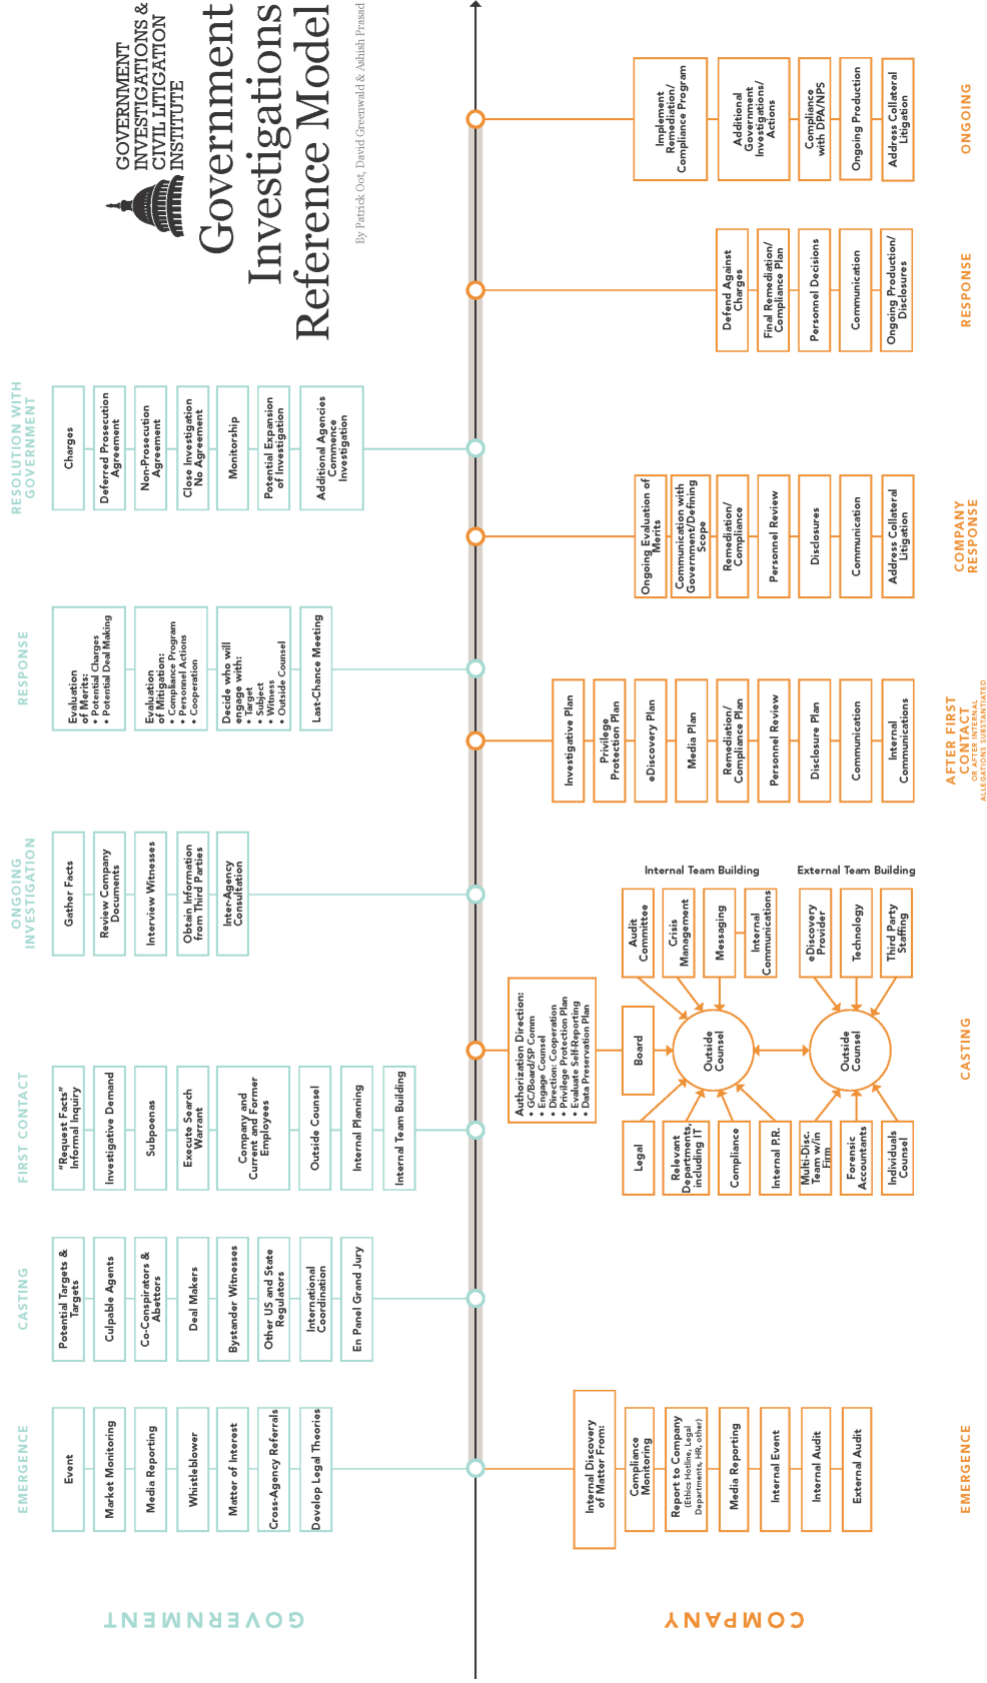 GOVERNMENT
INVESTIGATIONS &
CIVIL LITIGATION
INSTITUTE
Government
Investigations
Reference Model
By Patrick Oot, David Greenwald & Ashish Prasad
GOVERNMENT
EMERGENCE
Event
Market Monitoring
Media Reporting
Whistleblower
Matter of Interest
Cross-Agency Referrals
Develop Legal Theories
CASTING
Potential Targets &
Targets
Culpable Agents
Co-Conspirators &
Abettors
Deal Makers
Bystander Witnesses
Other US and State
Regulators
International
Coordination
En Panel Grand Jury
FIRST CONTACT
"Request Facts"
Informal Inquiry
Investigative Demand
Subpoenas
Execute Search
Warrant
Company and
Current and Former
Employees
Outside Counsel
Internal Planning
Internal Team Building
ONGOING
INVESTIGATION
Gather Facts
Review Company
Documents
Interview Witnesses
Obtain Information
from Third Parties
Inter-Agency
Consultation
RESPONSE
Evaluation
of Merits:
• Potential Charges
• Potential Deal Making
Evaluation
of Mitigation:
• Compliance Program
• Personnel Actions
• Cooperation
Decide who will
engage with:
• Target
• Subject
• Witness
• Outside Counsel
Last-Chance Meeting
RESOLUTION WITH
GOVERNMENT
Charges
Deferred Prosecution
Agreement
Non-Prosecution
Agreement
Close Investigation
No Agreement
Monitorship
Potential Expansion
of Investigation
Additional Agencies
Commence
Investigation
COMPANY
Internal Discovery
of Matter From:
Compliance
Monitoring
Report to Company
(Ethics Hotline, Legal
Departments, HR, other)
Media Reporting
Internal Event
Internal Audit
External Audit
EMERGENCE
Authorization Direction:
• GC/Board/SP Comm
• Engage Counsel
• Direction: Cooperation
• Privilege Protection Plan
• Evaluate Self-Reporting
• Data Preservation Plan
Legal
Board
Audit
Committee
Relevant
Departments,
including IT
Crisis
Management
Outside
Counsel
Compliance
Messaging
Internal P.R.
Internal
Communications
Internal Team Building
Multi-Disc.
Team w/in
Firm
eDiscovery
Provider
Outside
Counsel
Forensic
Accountants
Technology
Individuals
Counsel
Third Party
Staffing
External Team Building
CASTING
Investigative Plan
Privilege
Protection Plan
eDiscovery Plan
Media Plan
Remediation/
Compliance Plan
Personnel Review
Disclosure Plan
Communication
Internal
Communications
AFTER FIRST
CONTACT
OR AFTER INTERNAL
ALLEGATIONS SUBSTANTIATED
Ongoing Evaluation of
Merits
Communication with
Government/Defining
Scope
Remediation/
Compliance
Personnel Review
Disclosures
Communication
Address Collateral
Litigation
COMPANY
RESPONSE
Defend Against
Charges
Final Remediation/
Compliance Plan
Personnel Decisions
Communication
Ongoing Production/
Disclosures
RESPONSE
Implement
Remediation/
Compliance Program
Additional
Government
Investigations/
Actions
Compliance
with DPA/NPS
Ongoing Production
Address Collateral
Litigation
ONGOING